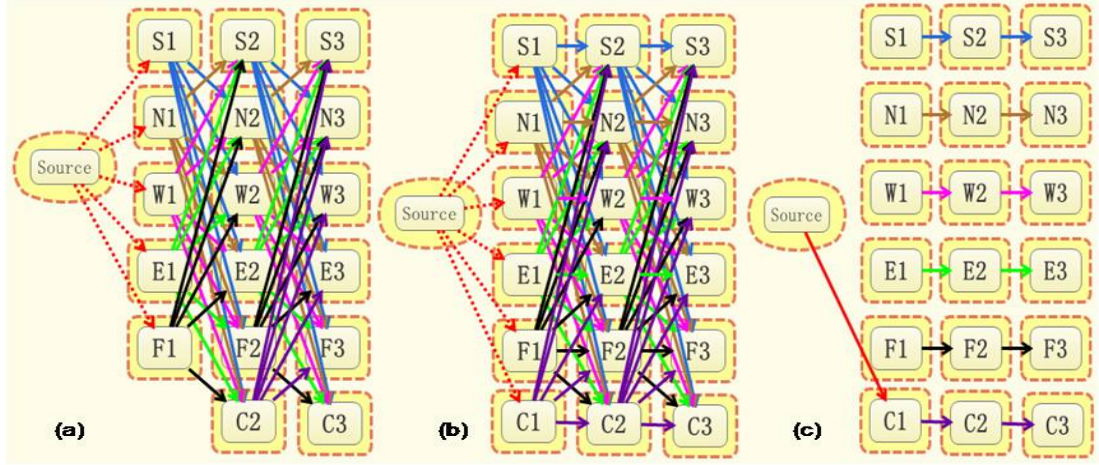 S1 S2 S3
N1 N2 N3
Source
W1 W2 W3
E1 E2 E3
F1 F2 F3
(a)
C2 C3
S1 S2 S3
N1 N2 N3
Source
W1 W2 W3
E1 E2 E3
F1 F2 F3
(b)
C1 C2 C3
S1 S2 S3
N1 N2 N3
Source
W1 W2 W3
E1 E2 E3
F1 F2 F3
(c)
C1 C2 C3